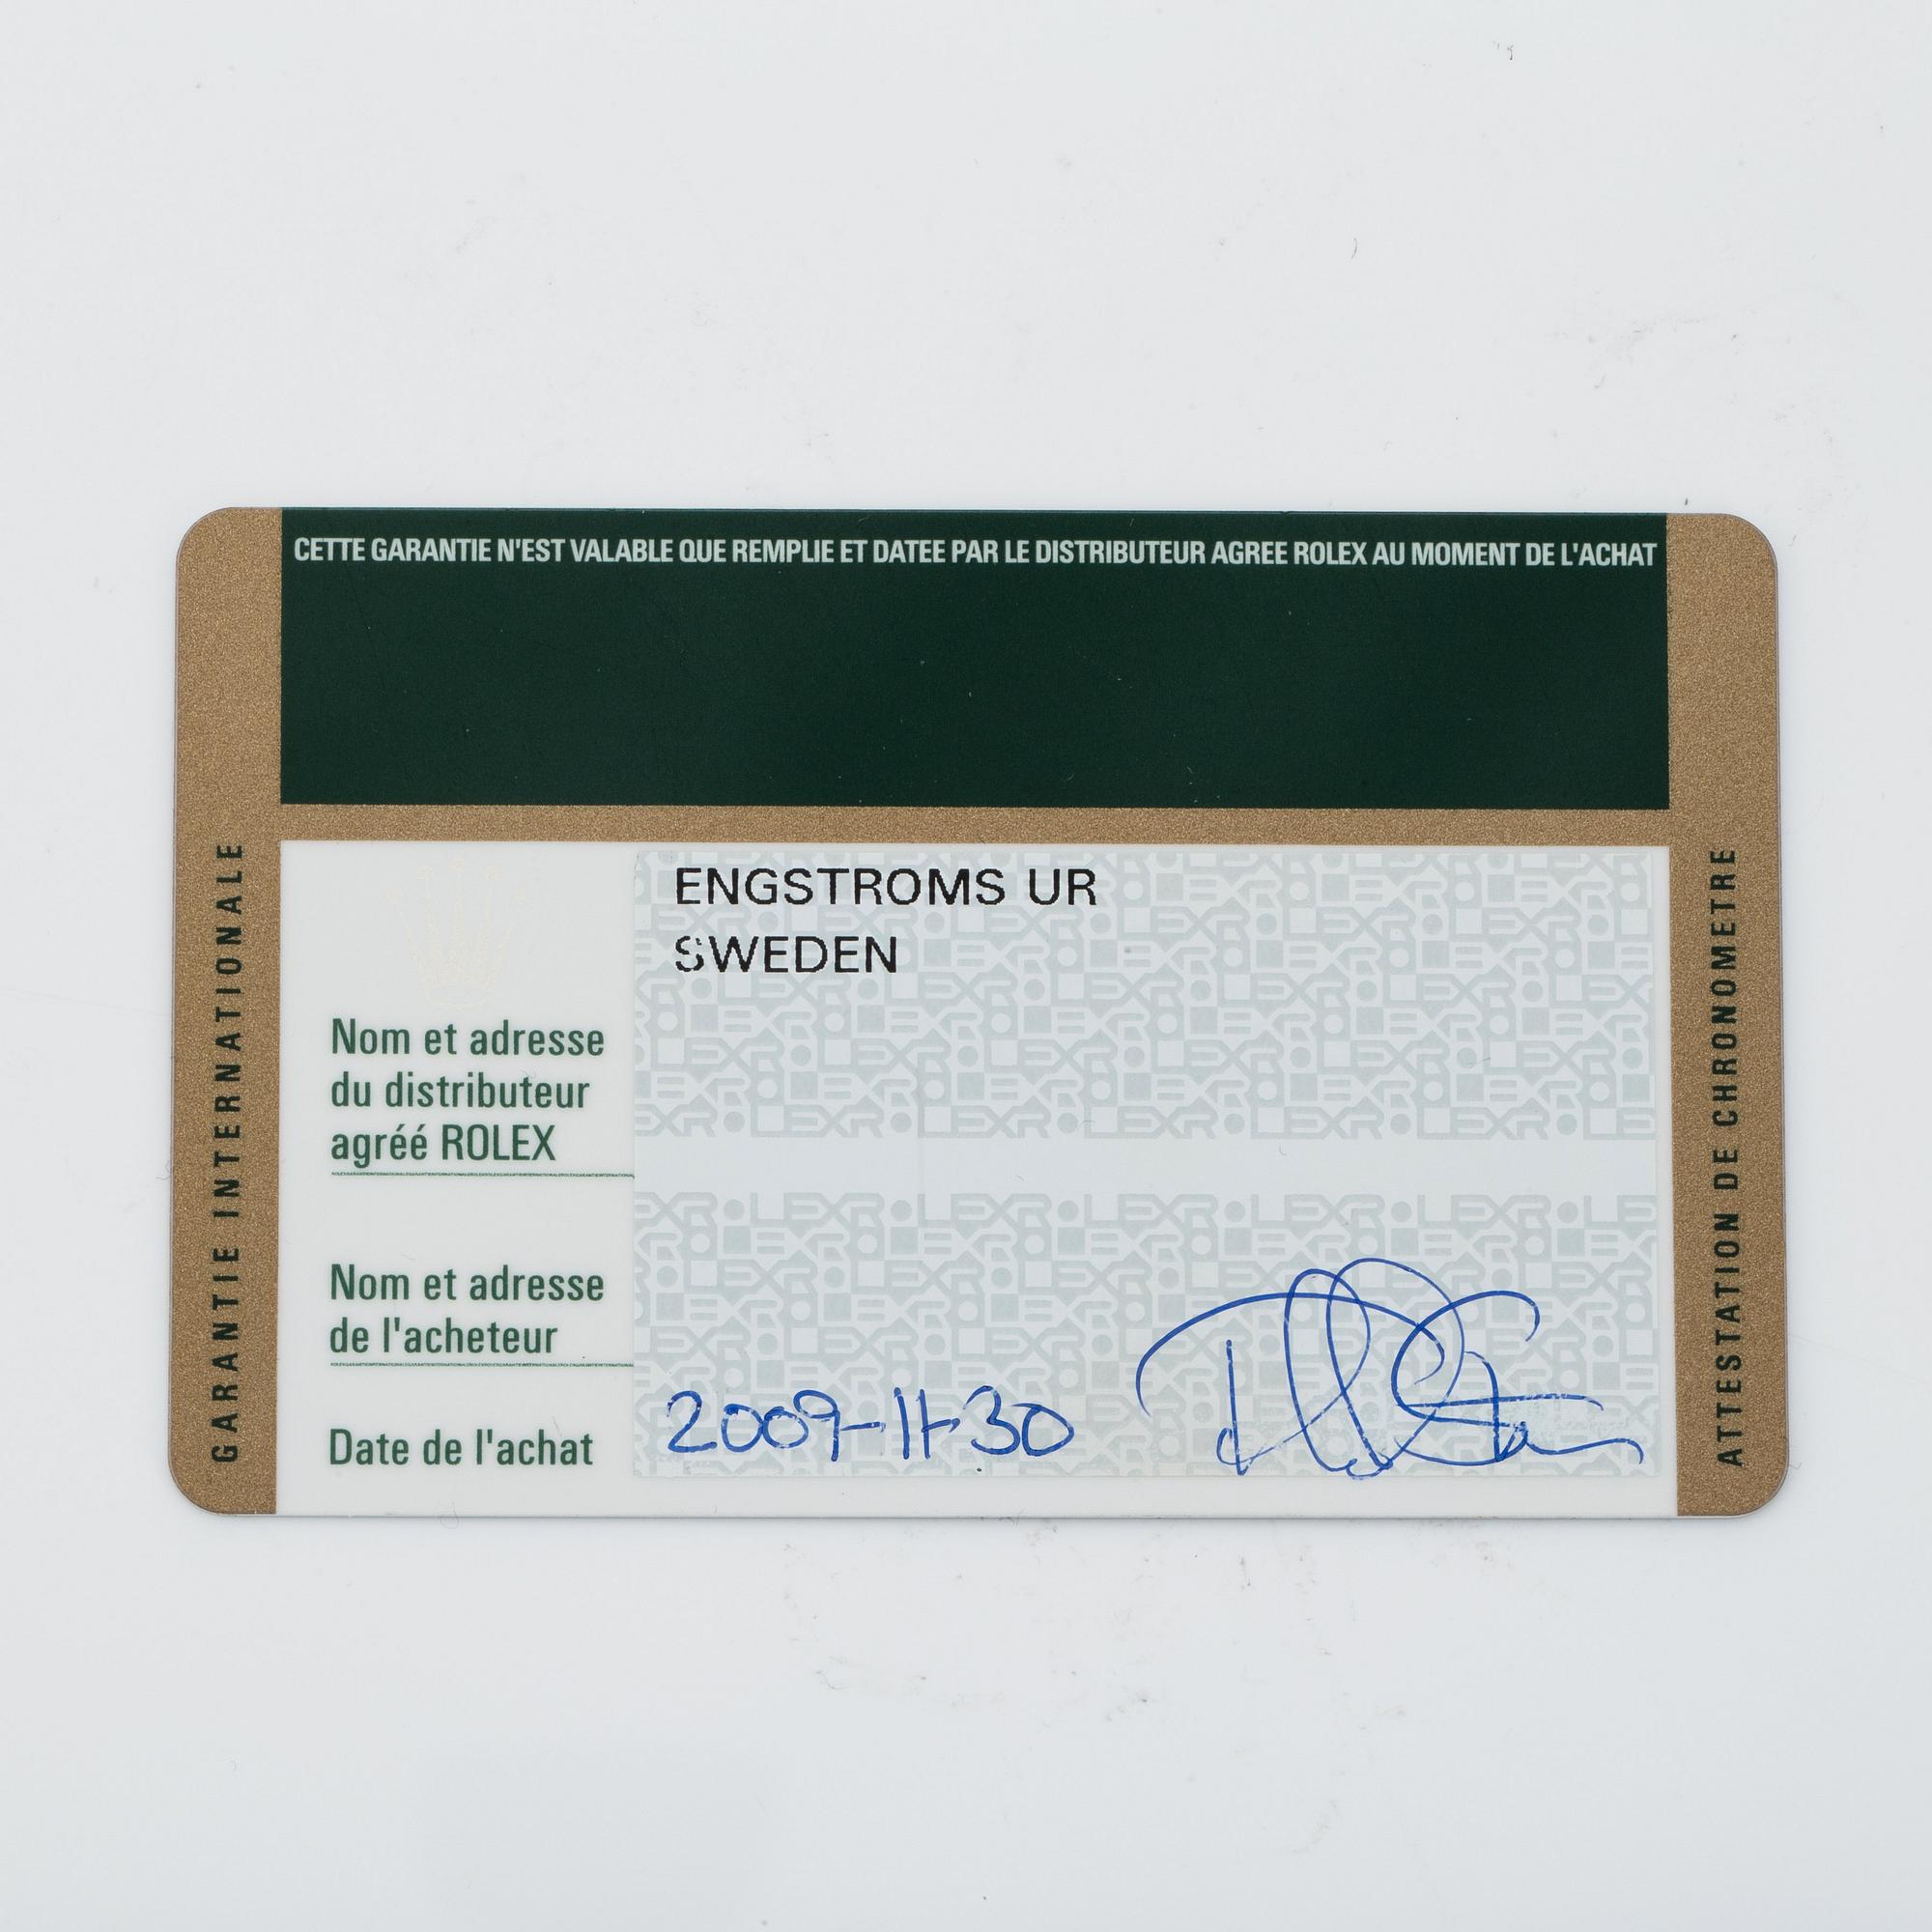 CETTE GARANTIE N'EST VALABLE QUE REMPLIE ET DATEE PAR LE DISTRIBUTEUR AGREE ROLEX AU MOMENT DE L'ACHAT
GARANTIE INTERNATIONALE
ENGSTROMS UR
SWEDEN
Nom et adresse
du distributeur
agréé ROLEX
Nom et adresse
de l'acheteur
Date de l'achat
2009-11-30
ATTESTATION DE CHRONOMETRE